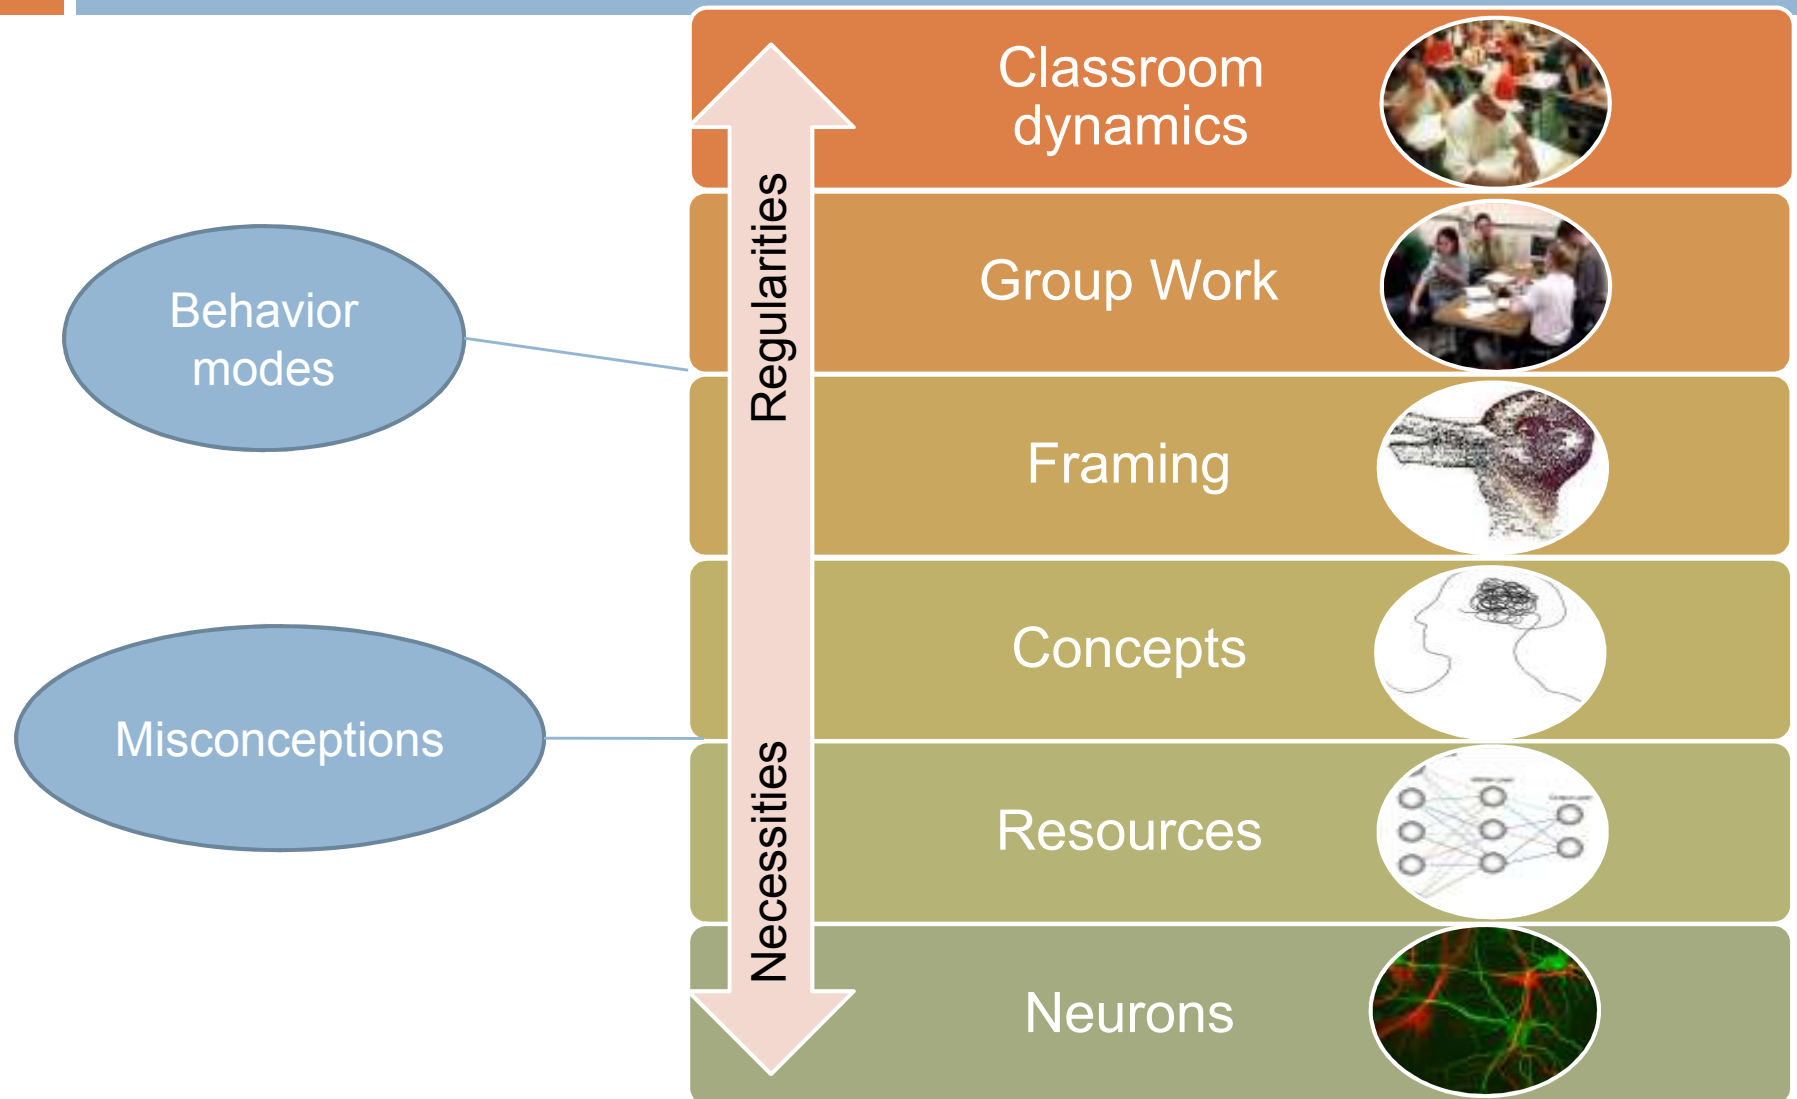 Classroom
dynamics
Group Work
Framing
Concepts
Resources
Neurons
Regularities
Necessities
Behavior
modes
Misconceptions